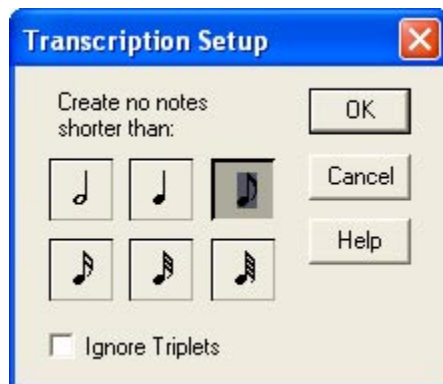 Transcription Setup
Create no notes
shorter than:
OK
Cancel
Help
Ignore Triplets